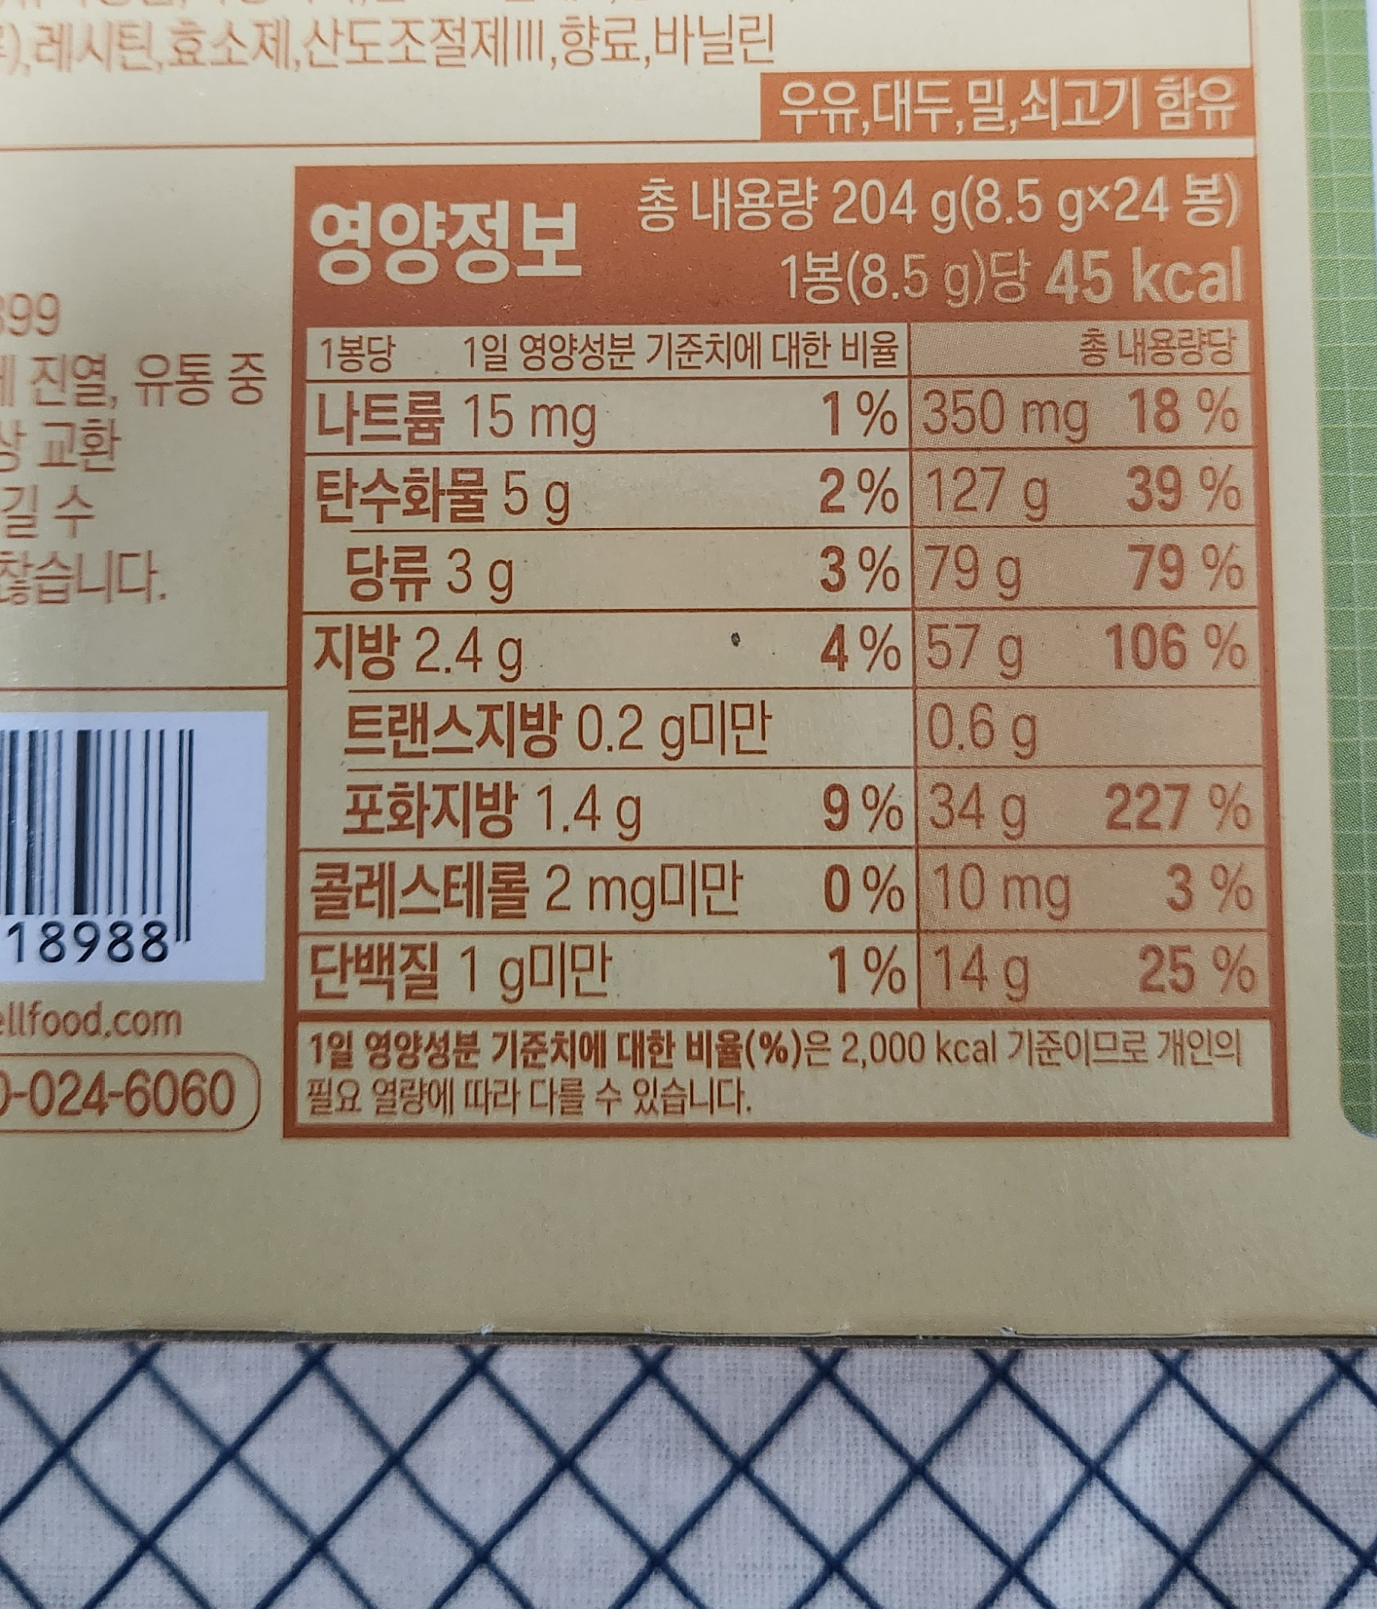 레시틴,효소제,산도조절제III,향료,바닐린
우유,대두,밀,쇠고기 함유
영양정보
총 내용량 204 g(8.5 g×24 봉)
1봉(8.5 g)당 45 kcal
1봉당 1일 영양성분 기준치에 대한 비율 총 내용량당
나트륨 15 mg 1% 350 mg 18 %
탄수화물 5 g 2% 127 g 39 %
당류 3 g 3% 79 g 79 %
지방 2.4 g 4% 57 g 106 %
트랜스지방 0.2 g미만 0.6 g
포화지방 1.4 g 9% 34 g 227 %
콜레스테롤 2 mg미만 0% 10 mg 3 %
단백질 1 g미만 1% 14 g 25 %
1일 영양성분 기준치에 대한 비율(%)은 2,000 kcal 기준이므로 개인의
필요 열량에 따라 다를 수 있습니다.
399
진열, 유통 중
상 교환
길 수
찮습니다.
18988
ellfood.com
0-024-6060